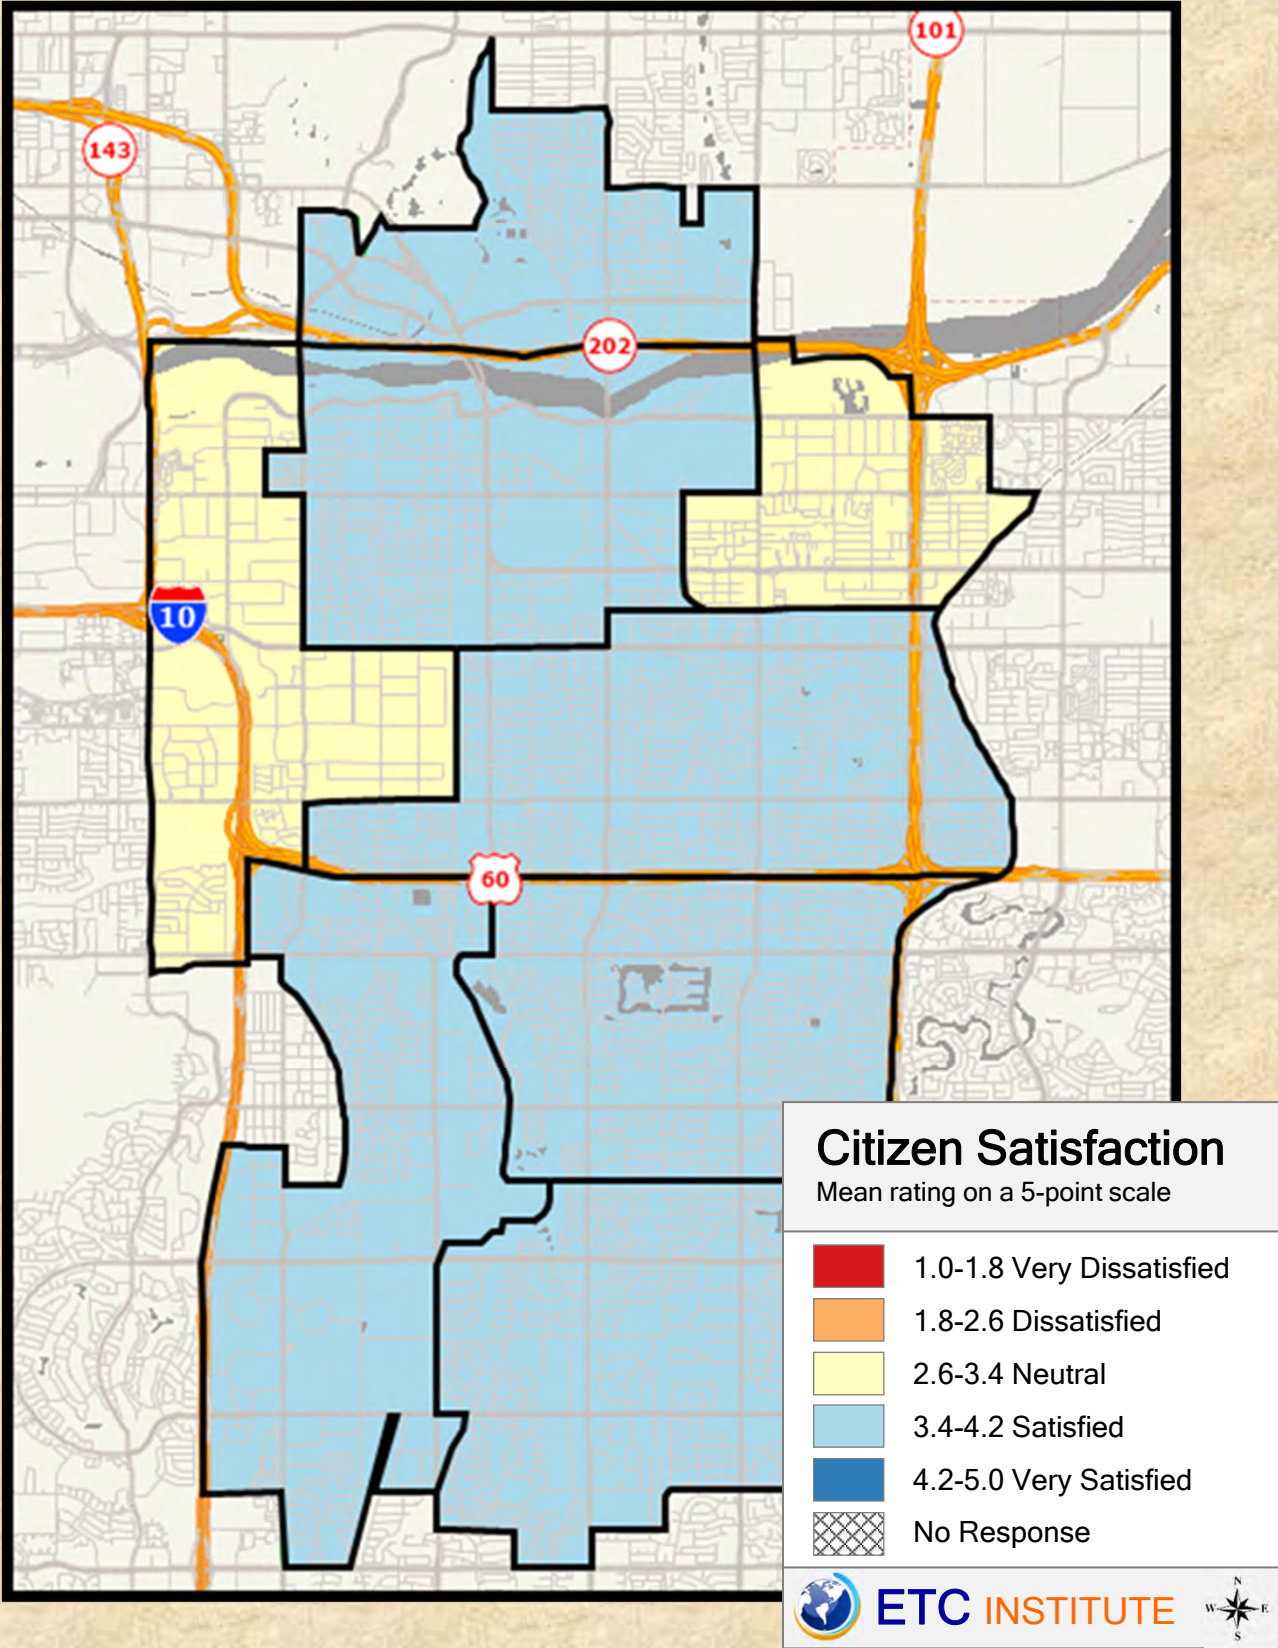 101
143
202
10
60
Citizen Satisfaction
Mean rating on a 5-point scale
1.0-1.8 Very Dissatisfied
1.8-2.6 Dissatisfied
2.6-3.4 Neutral
3.4-4.2 Satisfied
4.2-5.0 Very Satisfied
No Response
ETC INSTITUTE
N
W E
S